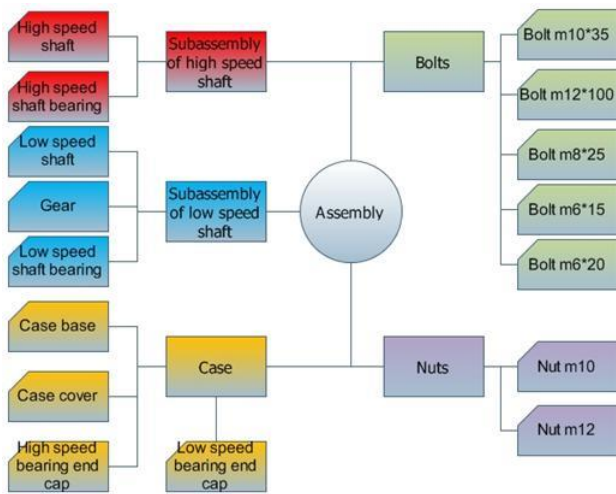 High speed
shaft
High speed
shaft bearing
Subassembly
of high speed
shaft
Low speed
shaft
Gear
Low speed
shaft bearing
Subassembly
of low speed
shaft
Assembly
Bolts
Bolt m10*35
Bolt m12*100
Bolt m8*25
Bolt m6*15
Bolt m6*20
Case base
Case cover
High speed
bearing end
cap
Case
Low speed
bearing end
cap
Nuts
Nut m10
Nut m12